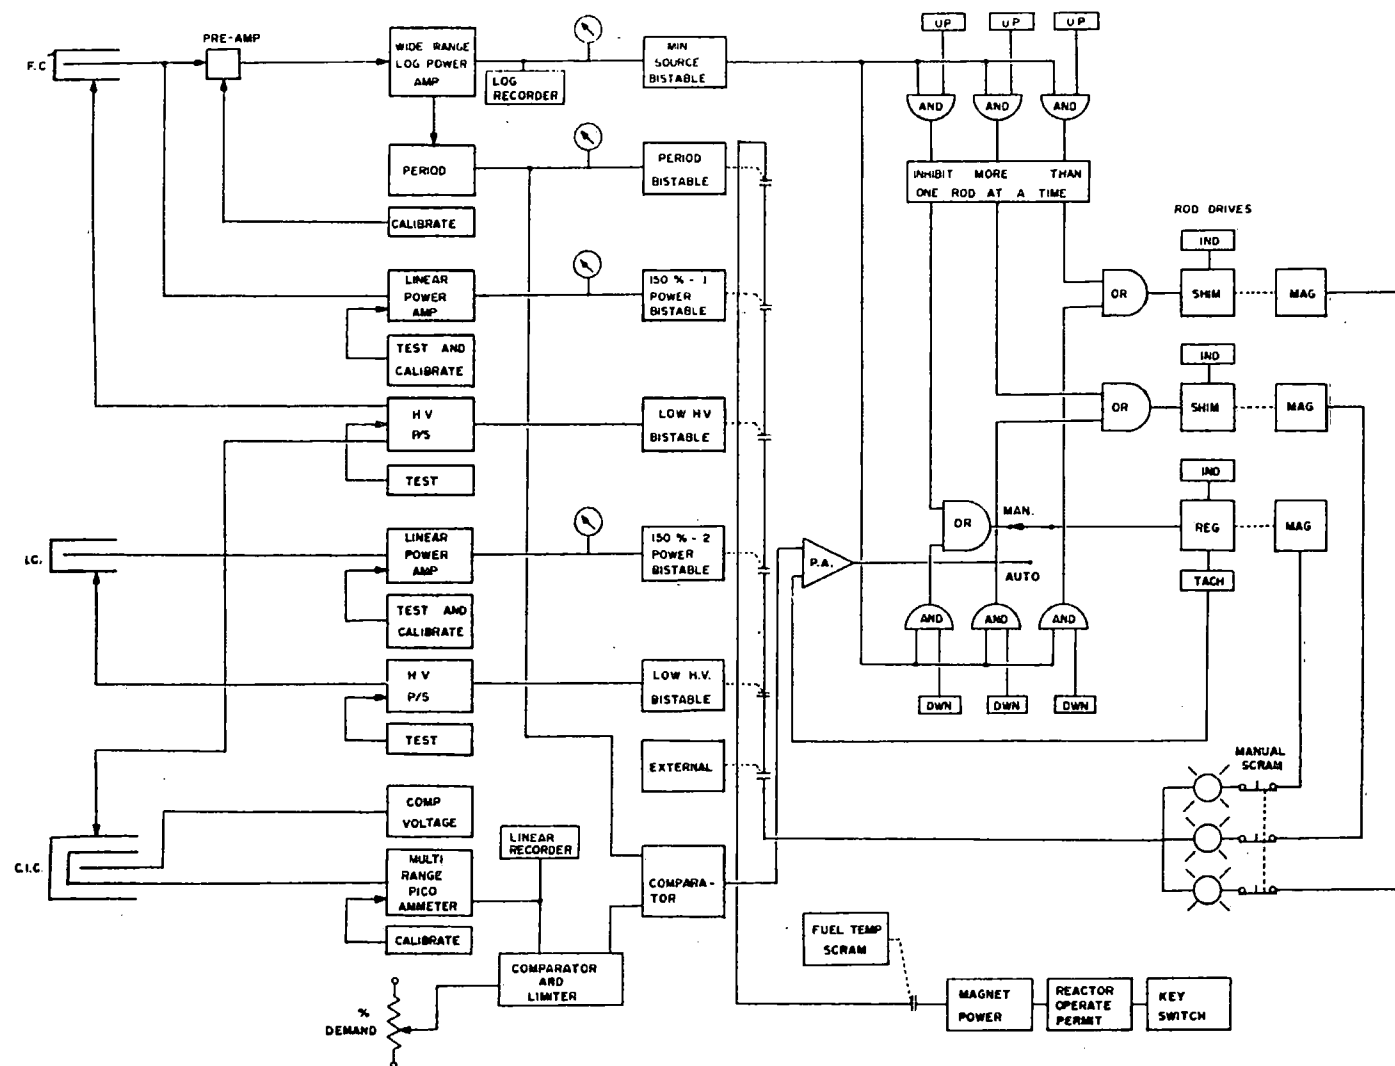 PRE-AMP
F.C
WIDE RANGE
LOG POWER
AMP
LOG
RECORDER
MIN
SOURCE
BISTABLE
UP
UP
UP
AND
AND
AND
PERIOD
PERIOD
BISTABLE
INHIBIT MORE THAN
ONE ROD AT A TIME
CALIBRATE
ROD DRIVES
IND
LINEAR
POWER
AMP
150 % - 1
POWER
BISTABLE
OR
SHIM
MAG
TEST AND
CALIBRATE
IND
H V
P/S
LOW H.V
BISTABLE
OR
SHIM
MAG
TEST
IND
I.C.
LINEAR
POWER
AMP
150 % - 2
POWER
BISTABLE
OR
MAN.
REG
MAG
P.A.
AUTO
TACH
TEST AND
CALIBRATE
AND
AND
AND
H V
P/S
LOW H.V.
BISTABLE
DWN
DWN
DWN
TEST
EXTERNAL
MANUAL
SCRAM
COMP
VOLTAGE
C.I.C.
LINEAR
RECORDER
MULTI
RANGE
PICO
AMMETER
COMPARA-
TOR
CALIBRATE
FUEL TEMP
SCRAM
COMPARATOR
AND
LIMITER
%
DEMAND
MAGNET
POWER
REACTOR
OPERATE
PERMIT
KEY
SWITCH